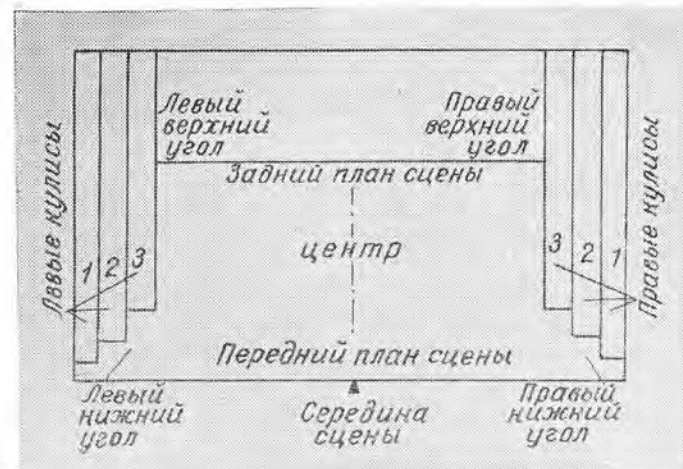 Левый
верхний
угол
Правый
верхний
угол
Задний план сцены
Левые кулисы
1 2 3
центр
3 2 1
Правые кулисы
Передний план сцены
Левый
нижний
угол
Середина
сцены
Правый
нижний
угол